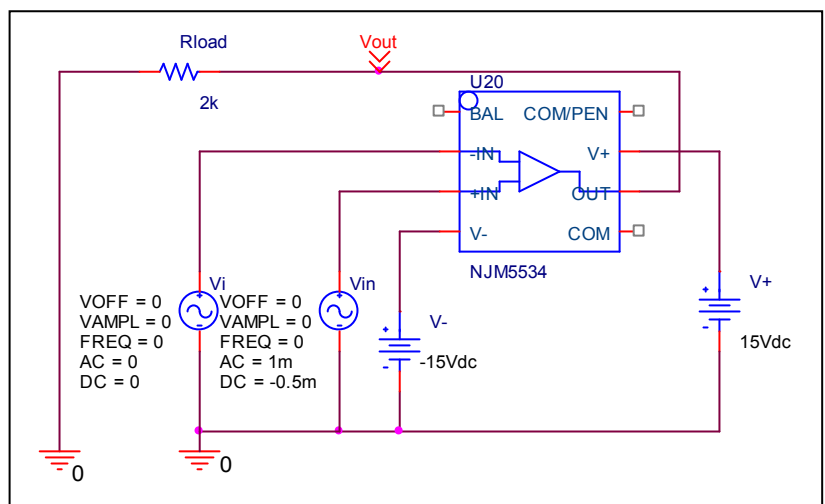 Rload
2k
Vout
U20
BAL
COM/PEN
-IN
V+
+IN
OUT
V-
COM
NJM5534
Vi
VOFF = 0
VAMPL = 0
FREQ = 0
AC = 0
DC = 0
Vin
VOFF = 0
VAMPL = 0
FREQ = 0
AC = 1m
DC = -0.5m
V-
-15Vdc
V+
15Vdc
0
0